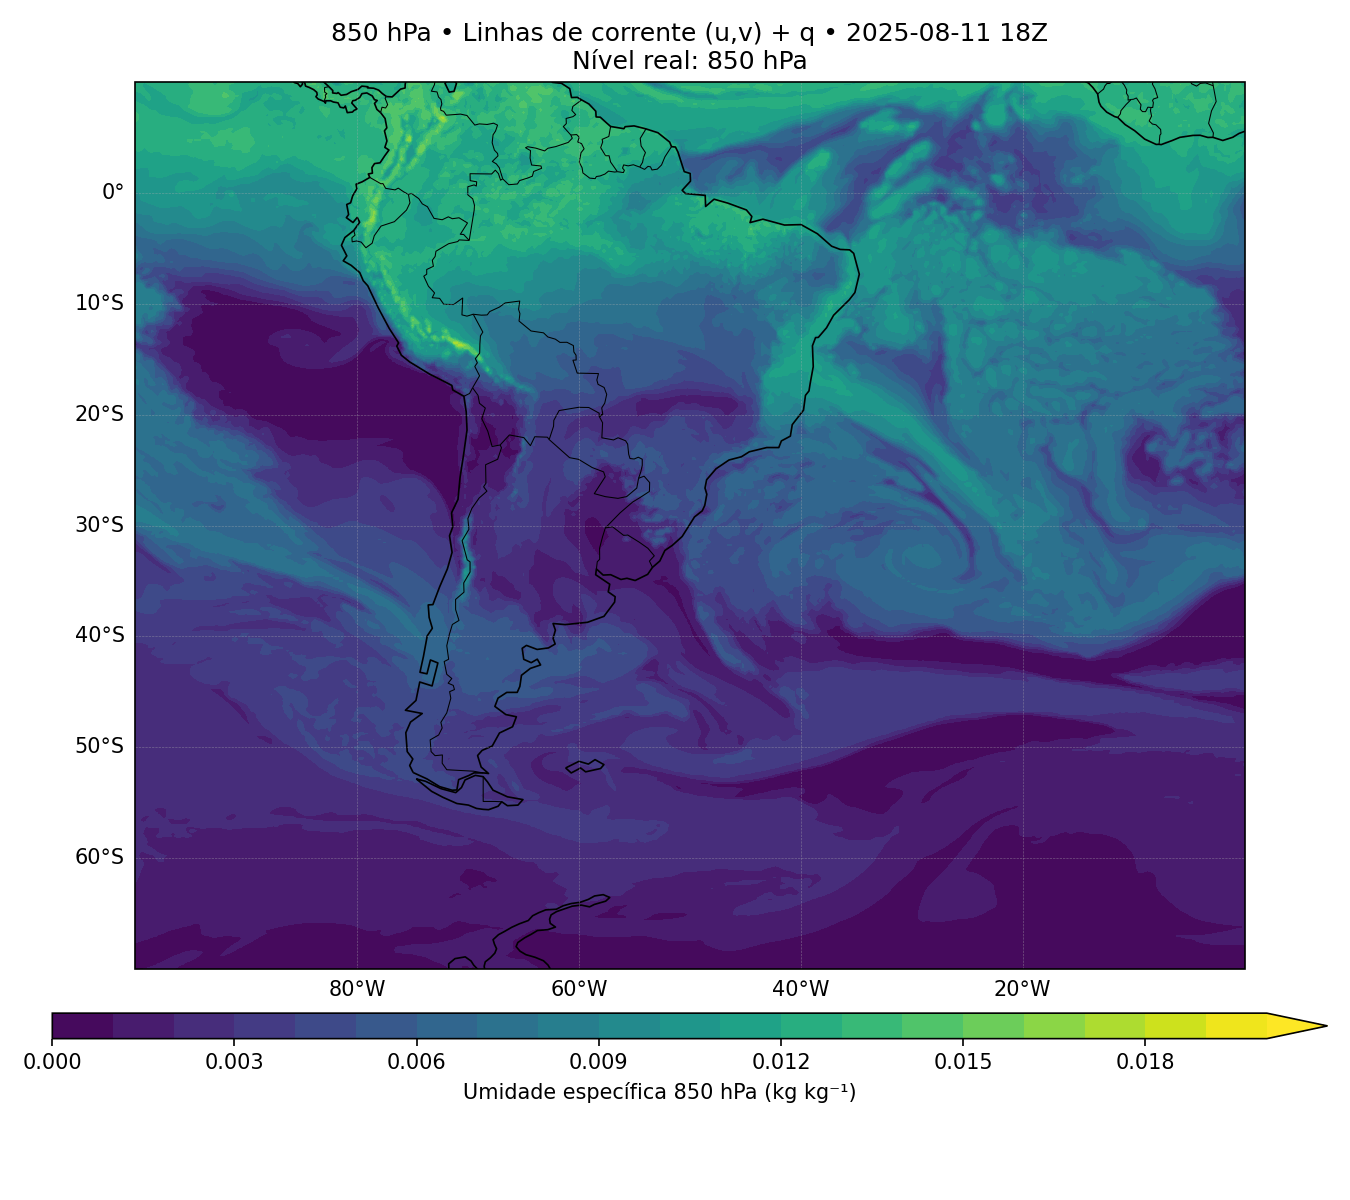 850 hPa • Linhas de corrente (u,v) + q • 2025-08-11 18Z
Nível real: 850 hPa
0°
10°S
20°S
30°S
40°S
50°S
60°S
80°W 60°W 40°W 20°W
0.000 0.003 0.006 0.009 0.012 0.015 0.018
Umidade específica 850 hPa (kg kg⁻¹)